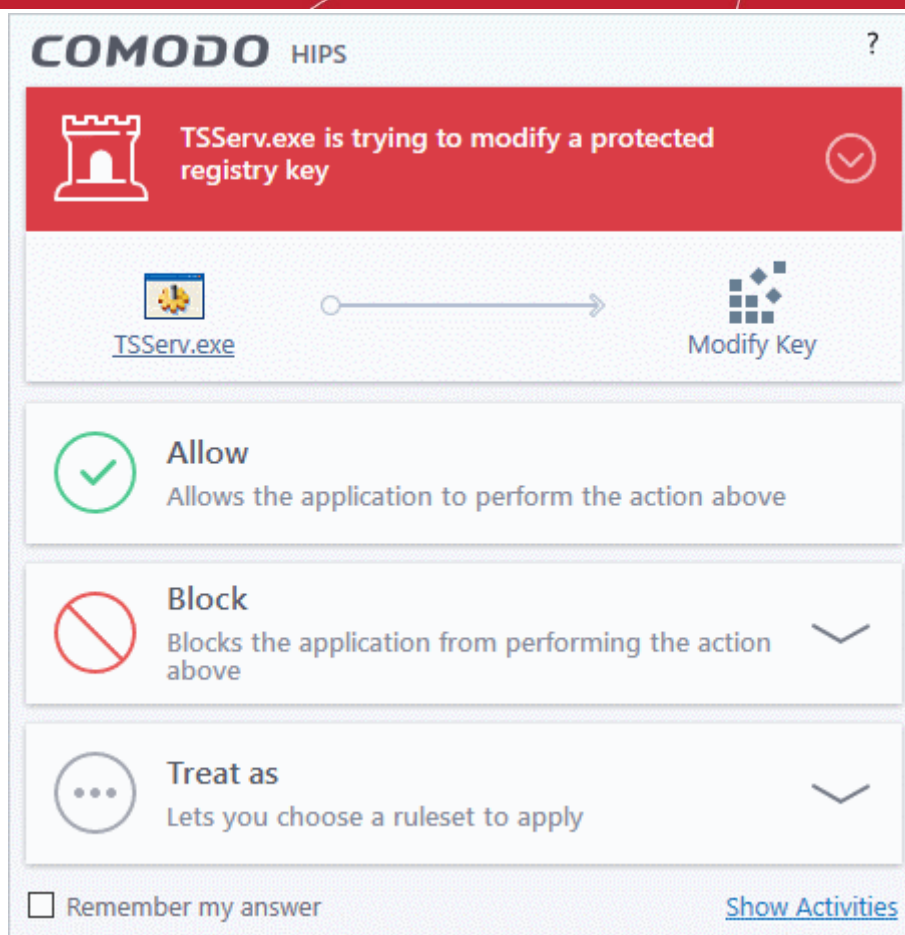 COMODO HIPS ?
TSServ.exe is trying to modify a protected
registry key
TSServ.exe Modify Key
Allow
Allows the application to perform the action above
Block
Blocks the application from performing the action
above
Treat as
Lets you choose a ruleset to apply
Remember my answer Show Activities